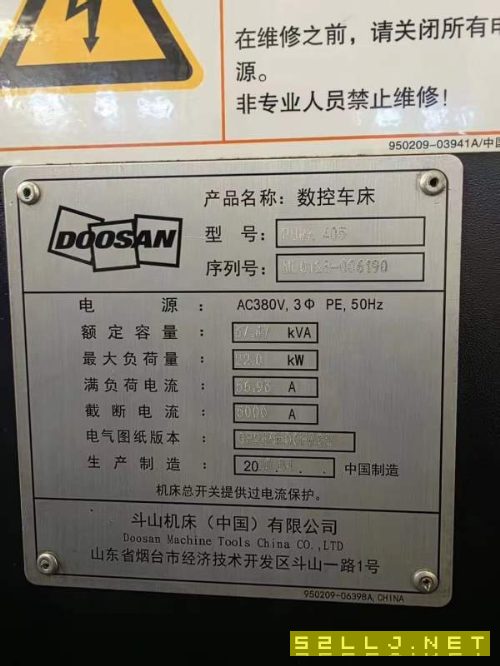 在维修之前，请关闭所有电
源。
非专业人员禁止维修！
950209-03941A/中国
DOOSAN
产品名称：数控车床
型 号：
序列号：
电 源 ： AC380V, 3Φ PE, 50Hz
额定容量 ： kVA
最大负荷量 ： 22.0 kW
满负荷电流 ： A
截断电流 ： A
电气图纸版本 ：
生产制造 ： 20 . . 中国制造
机床总开关提供过电流保护。
斗山机床（中国）有限公司
Doosan Machine Tools China CO.,LTD
山东省烟台市经济技术开发区斗山一路1号
950209-06398A,CHINA
52LLJ.NET